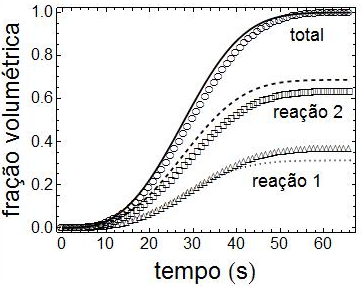 1.0
0.8
0.6
0.4
0.2
0.0
fração volumétrica
total
reação 2
reação 1
0 10 20 30 40 50 60
tempo (s)